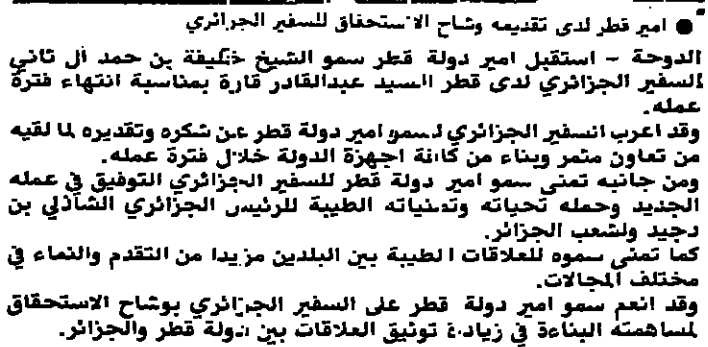 ● امير قطر لدى تقديمه وشاح الاستحقاق للسفير الجزائري
الدوحة - استقبل امير دولة قطر سمو الشيخ خليفة بن حمد آل ثاني
السفير الجزائري لدى قطر السيد عبدالقادر قارة بمناسبة انتهاء فترة
عمله.
وقد اعرب السفير الجزائري لسمو امير دولة قطر عن شكره وتقديره لما لقيه
من تعاون مثمر وبناء من كافة اجهزة الدولة خلال فترة عمله.
ومن جانبه تمنى سمو امير دولة قطر للسفير الجزائري التوفيق في عمله
الجديد وحمله تحياته وتمنياته الطيبة للرئيس الجزائري الشاذلي بن
دجيد ولشعب الجزائر.
كما تمنى سموه للعلاقات الطيبة بين البلدين مزيدا من التقدم والنماء في
مختلف المجالات.
وقد انعم سمو امير دولة قطر على السفير الجزائري بوشاح الاستحقاق
لمساهمته البناءة في زيادة توثيق العلاقات بين دولة قطر والجزائر.